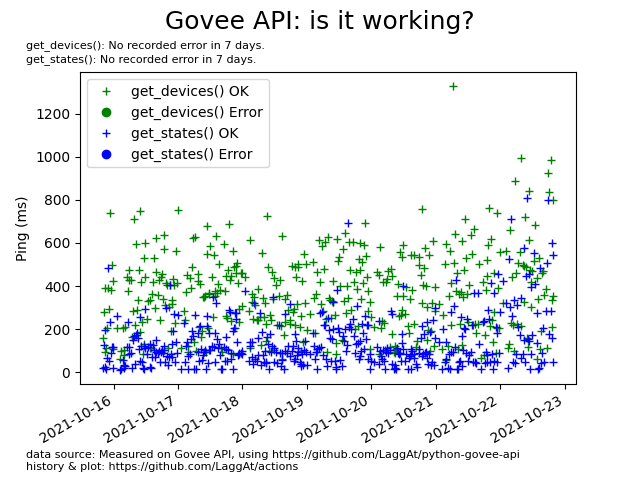 Govee API: is it working?
get_devices(): No recorded error in 7 days.
get_states(): No recorded error in 7 days.
get_devices() OK
get_devices() Error
get_states() OK
get_states() Error
Ping (ms)
1200
1000
800
600
400
200
0
2021-10-16
2021-10-17
2021-10-18
2021-10-19
2021-10-20
2021-10-21
2021-10-22
2021-10-23
data source: Measured on Govee API, using https://github.com/LaggAt/python-govee-api
history & plot: https://github.com/LaggAt/actions